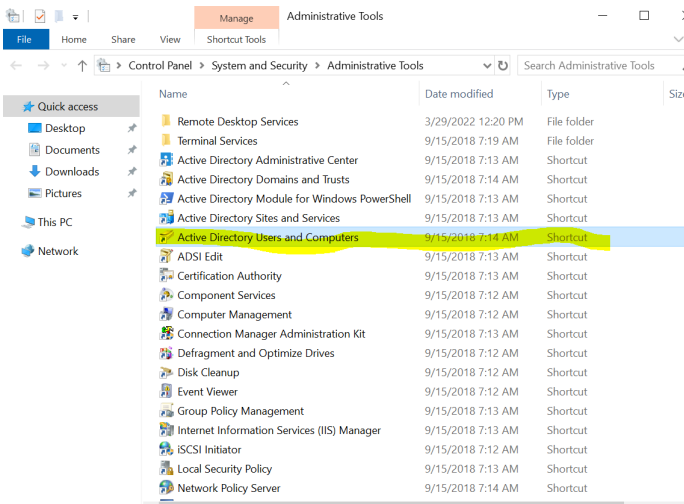 Manage
Administrative Tools
File
Home
Share
View
Shortcut Tools
Control Panel > System and Security > Administrative Tools
Search Administrative Tools
Name
Date modified
Type
Siz
Quick access
Desktop
Documents
Downloads
Pictures
This PC
Network
Remote Desktop Services 3/29/2022 12:20 PM File folder
Terminal Services 9/15/2018 7:19 AM File folder
Active Directory Administrative Center 9/15/2018 7:13 AM Shortcut
Active Directory Domains and Trusts 9/15/2018 7:14 AM Shortcut
Active Directory Module for Windows PowerShell 9/15/2018 7:13 AM Shortcut
Active Directory Sites and Services 9/15/2018 7:13 AM Shortcut
Active Directory Users and Computers 9/15/2018 7:14 AM Shortcut
ADSI Edit 9/15/2018 7:13 AM Shortcut
Certification Authority 9/15/2018 7:13 AM Shortcut
Component Services 9/15/2018 7:12 AM Shortcut
Computer Management 9/15/2018 7:12 AM Shortcut
Connection Manager Administration Kit 9/15/2018 7:13 AM Shortcut
Defragment and Optimize Drives 9/15/2018 7:12 AM Shortcut
Disk Cleanup 9/15/2018 7:12 AM Shortcut
Event Viewer 9/15/2018 7:12 AM Shortcut
Group Policy Management 9/15/2018 7:13 AM Shortcut
Internet Information Services (IIS) Manager 9/15/2018 7:13 AM Shortcut
iSCSI Initiator 9/15/2018 7:12 AM Shortcut
Local Security Policy 9/15/2018 7:13 AM Shortcut
Network Policy Server 9/15/2018 7:14 AM Shortcut